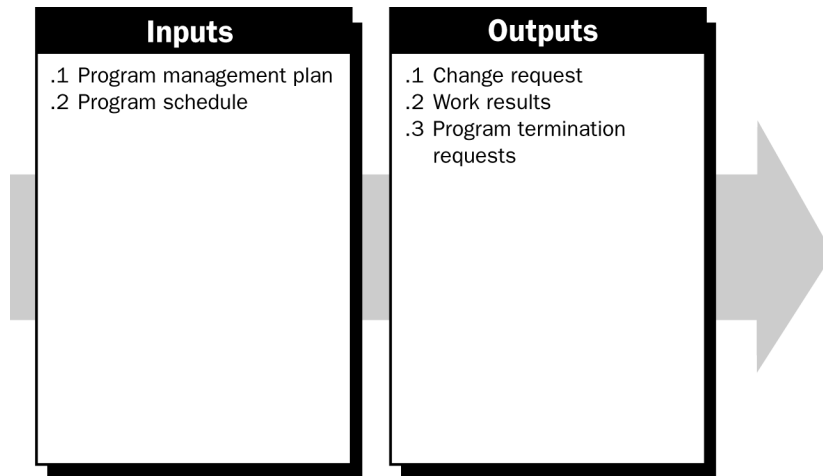 Inputs
.1 Program management plan
.2 Program schedule
Outputs
.1 Change request
.2 Work results
.3 Program termination
requests